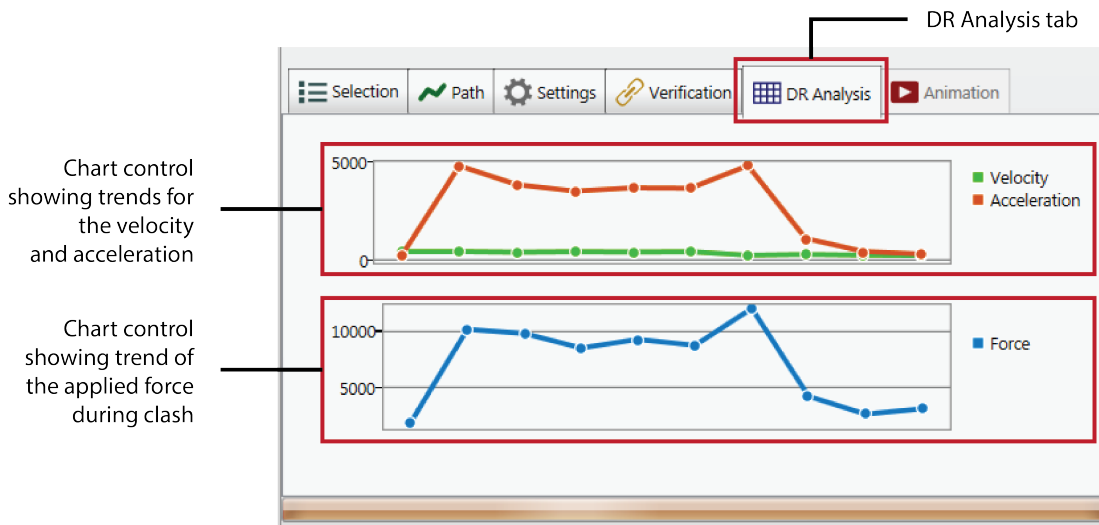 DR Analysis tab
Selection Path Settings Verification DR Analysis Animation
Chart control
showing trends for
the velocity
and acceleration
5000
0
Velocity
Acceleration
Chart control
showing trend of
the applied force
during clash
10000
5000
Force